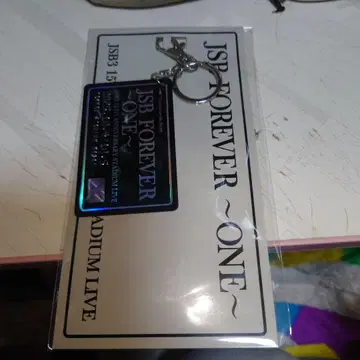 JSB FOREVER ~ONE~
JSB3 15
ADIUM LIVE
JSB FOREVER
~ONE~